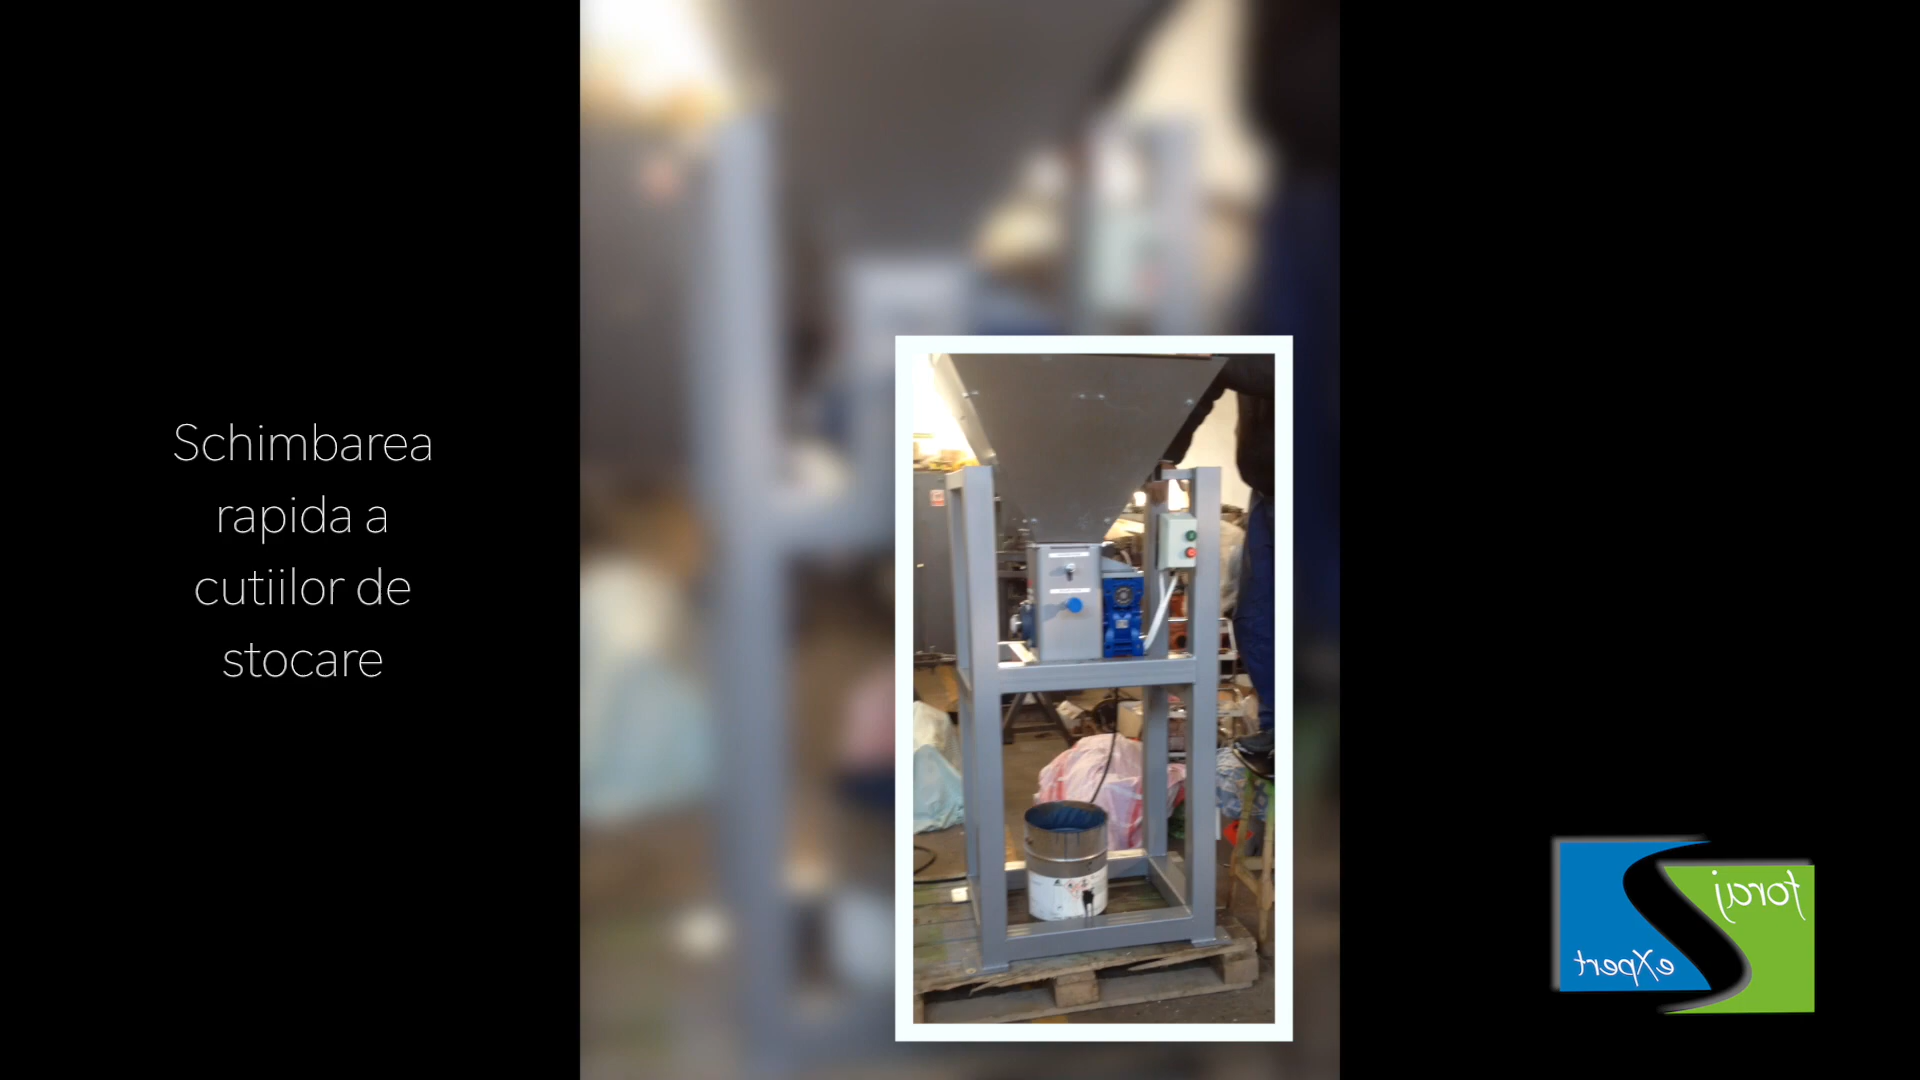 Schimbarea
rapida a
cutiilor de
stocare
foraj
eXpert